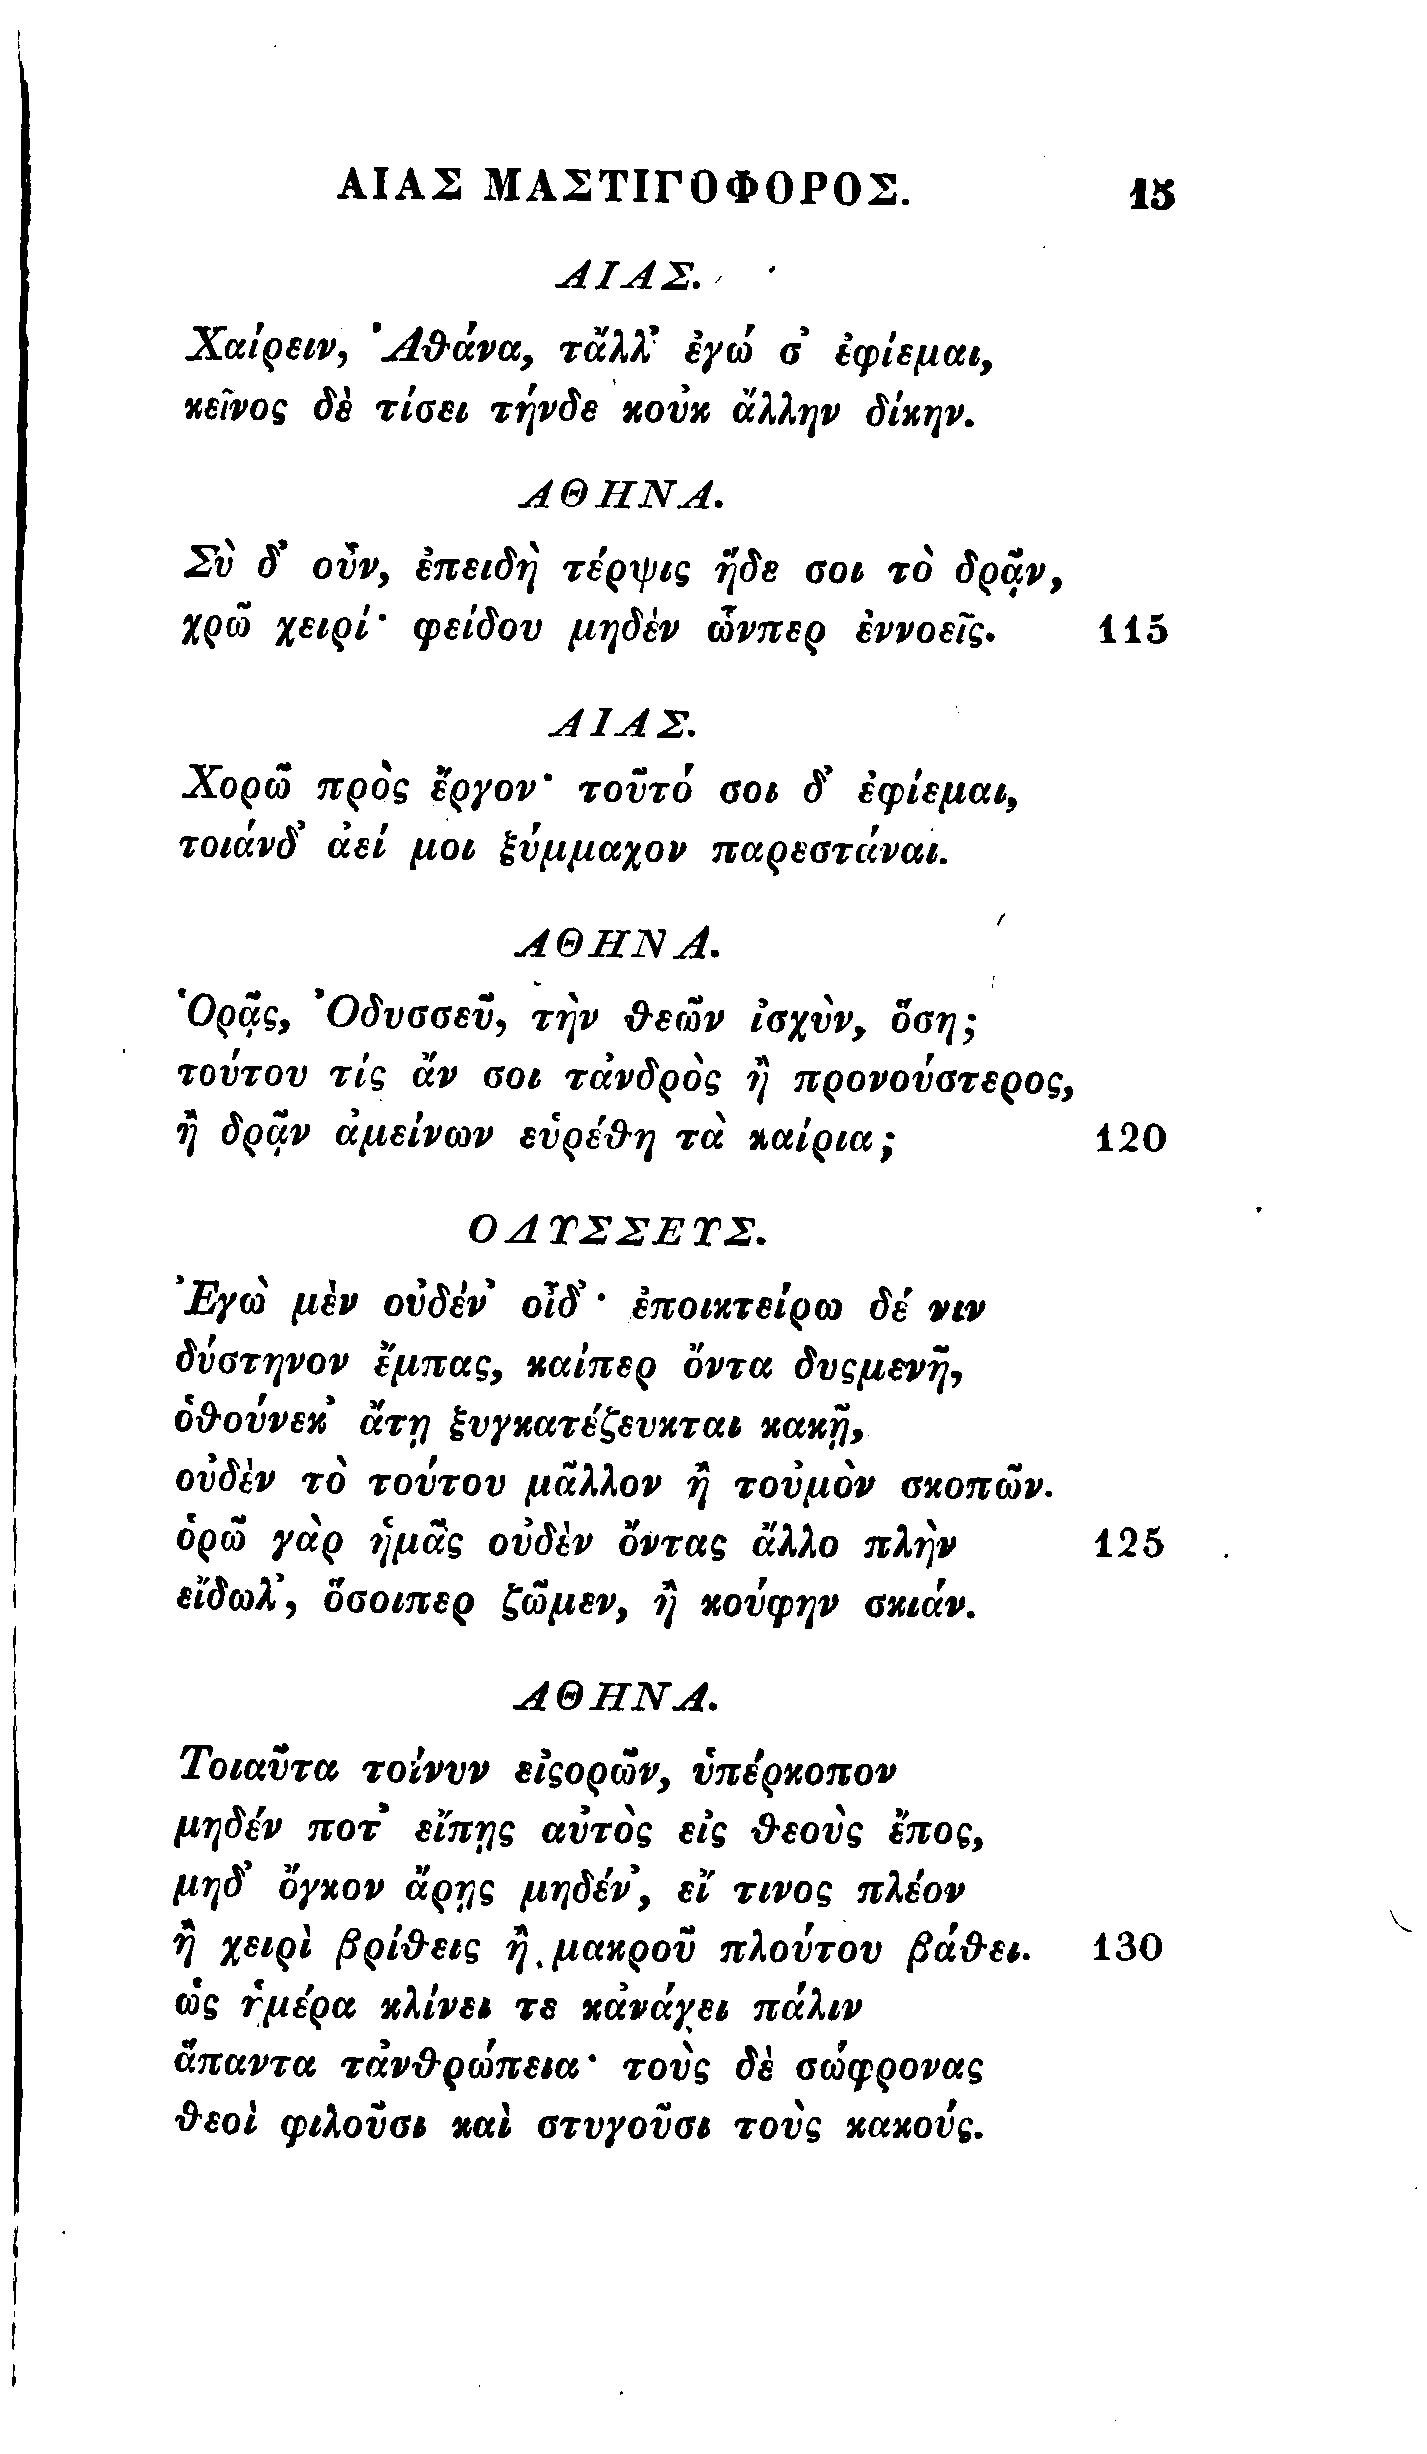 ΑΙΑΣ ΜΑΣΤΙΓΟΦΟΡΟΣ. 15
ΑΙΑΣ.
Χαίρειν, Ἀθάνα, τἄλλ’ ἐγώ σ’ ἐφίεμαι,
κεῖνος δὲ τίσει τήνδε κοὐκ ἄλλην δίκην.
ΑΘΗΝΑ.
Σὺ δ’ οὖν, ἐπειδὴ τέρψις ἥδε σοι τὸ δρᾷν,
χρῶ χειρί· φείδου μηδὲν ὧνπερ ἐννοεῖς. 115
ΑΙΑΣ.
Χορῶ πρὸς ἔργον· τοῦτό σοι δ’ ἐφίεμαι,
τοιάνδ’ ἀεί μοι ξύμμαχον παρεστάναι.
ΑΘΗΝΑ.
Ὁρᾷς, Ὀδυσσεῦ, τὴν θεῶν ἰσχὺν, ὅση;
τούτου τίς ἄν σοι τἀνδρὸς ἢ προνούστερος,
ἢ δρᾷν ἀμείνων εὑρέθη τὰ καίρια; 120
ΟΔΥΣΣΕΥΣ.
Ἐγὼ μὲν οὐδέν’ οἶδ’· ἐποικτείρω δέ νιν
δύστηνον ἔμπας, καίπερ ὄντα δυςμενῆ,
ὁθούνεκ’ ἄτῃ ξυγκατέζευκται κακῇ,
οὐδὲν τὸ τούτου μᾶλλον ἢ τοὐμὸν σκοπῶν.
ὁρῶ γὰρ ἡμᾶς οὐδὲν ὄντας ἄλλο πλὴν 125
εἴδωλ’, ὅσοιπερ ζῶμεν, ἢ κούφην σκιάν.
ΑΘΗΝΑ.
Τοιαῦτα τοίνυν εἰςορῶν, ὑπέρκοπον
μηδέν ποτ’ εἴπῃς αὐτὸς εἰς θεοὺς ἔπος,
μηδ’ ὄγκον ἄρῃς μηδέν’, εἴ τινος πλέον
ἢ χειρὶ βρίθεις ἢ μακροῦ πλούτου βάθει. 130
ὡς ἡμέρα κλίνει τε κἀνάγει πάλιν
ἅπαντα τἀνθρώπεια· τοὺς δὲ σώφρονας
θεοὶ φιλοῦσι καὶ στυγοῦσι τοὺς κακούς.